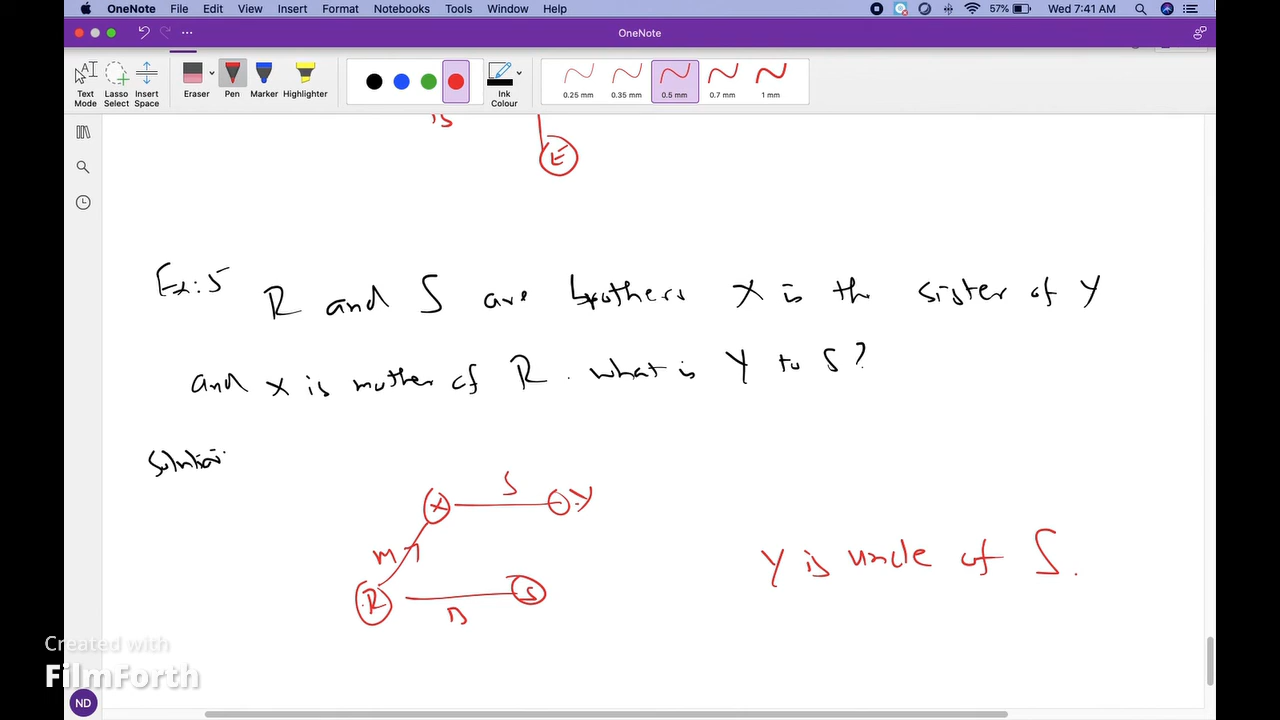 OneNote File Edit View Insert Format Notebooks Tools Window Help 57% Wed 7:41 AM
OneNote
Text Mode Lasso Select Insert Space Eraser Pen Marker Highlighter Ink Colour 0.25 mm 0.35 mm 0.5 mm 0.7 mm 1 mm
B
E
Ex:5 R and S are brothers X is the sister of Y
and X is mother of R. what is Y to S?
Solution:
S
X Y
M
R S
B
Y is uncle of S.
Created with
FilmForth
ND